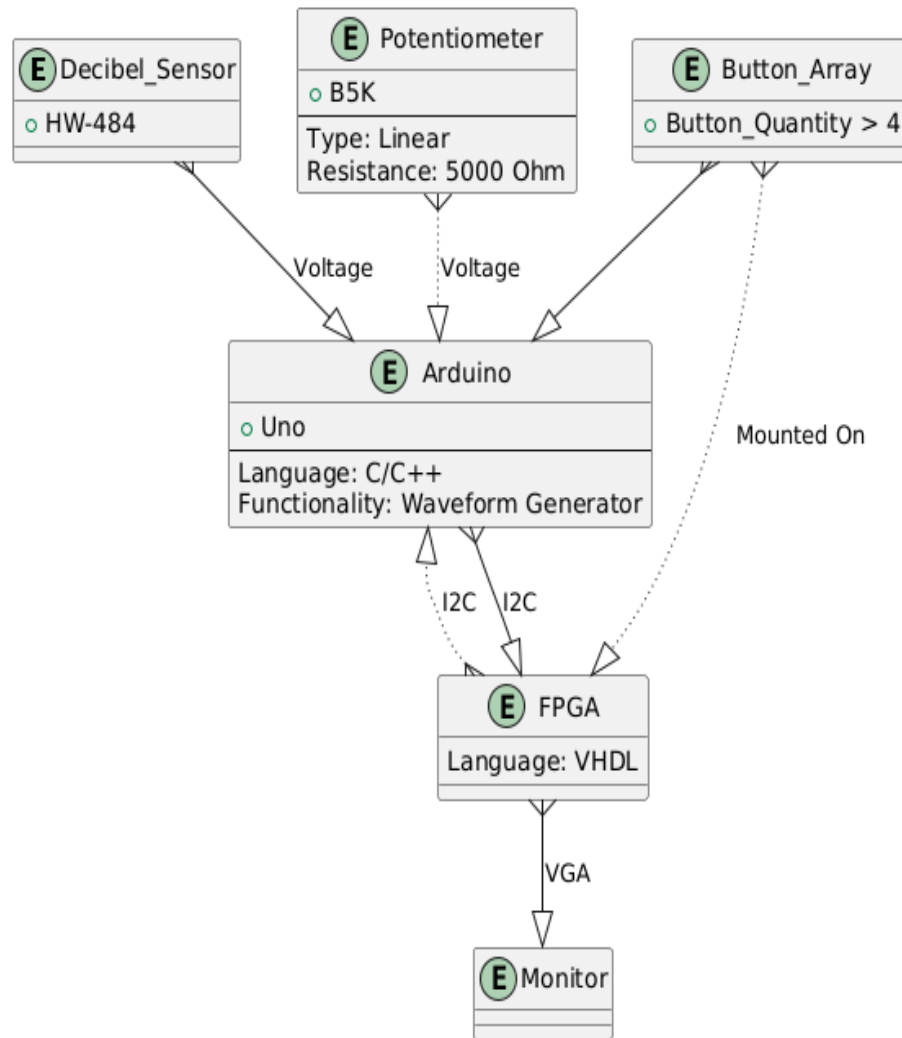 E Decibel_Sensor
HW-484
E Potentiometer
B5K
Type: Linear
Resistance: 5000 Ohm
E Button_Array
Button_Quantity > 4
Voltage
Voltage
E Arduino
Uno
Language: C/C++
Functionality: Waveform Generator
Mounted On
I2C
I2C
E FPGA
Language: VHDL
VGA
E Monitor